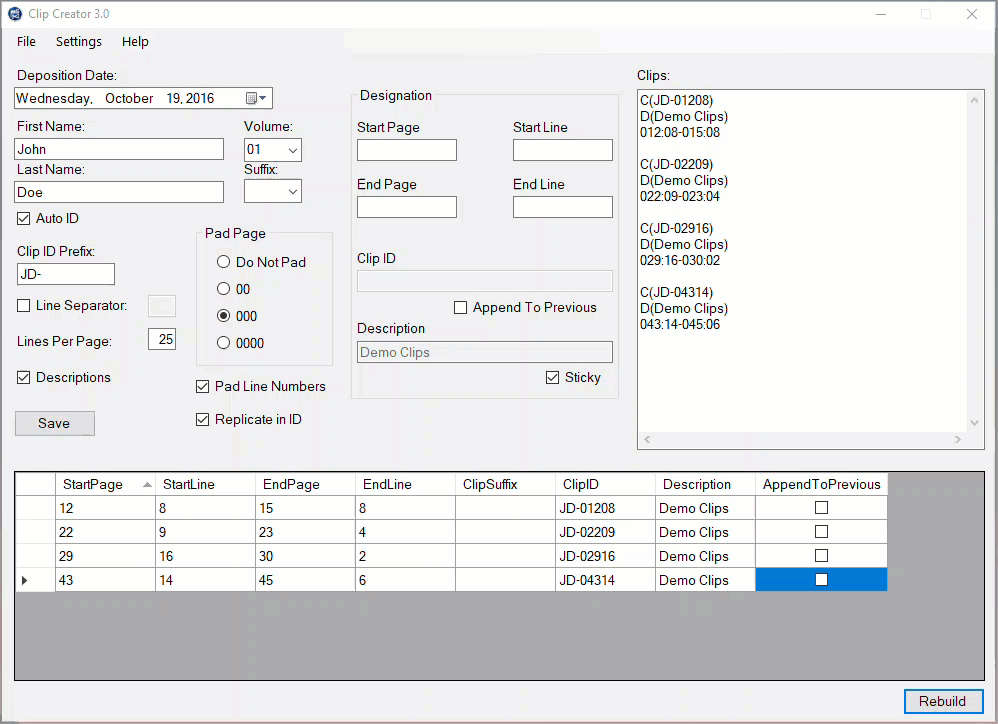 Clip Creator 3.0
File Settings Help
Deposition Date:
Wednesday, October 19, 2016
First Name:
John
Volume:
01
Last Name:
Doe
Suffix:
Auto ID
Clip ID Prefix:
JD-
Line Separator:
Lines Per Page:
25
Descriptions
Save
Pad Page
Do Not Pad
00
000
0000
Pad Line Numbers
Replicate in ID
Designation
Start Page Start Line
End Page End Line
Clip ID
Append To Previous
Description
Demo Clips
Sticky
Clips:
C(JD-01208)
D(Demo Clips)
012:08-015:08
C(JD-02209)
D(Demo Clips)
022:09-023:04
C(JD-02916)
D(Demo Clips)
029:16-030:02
C(JD-04314)
D(Demo Clips)
043:14-045:06
StartPage StartLine EndPage EndLine ClipSuffix ClipID Description AppendToPrevious
12 8 15 8 JD-01208 Demo Clips
22 9 23 4 JD-02209 Demo Clips
29 16 30 2 JD-02916 Demo Clips
43 14 45 6 JD-04314 Demo Clips
Rebuild